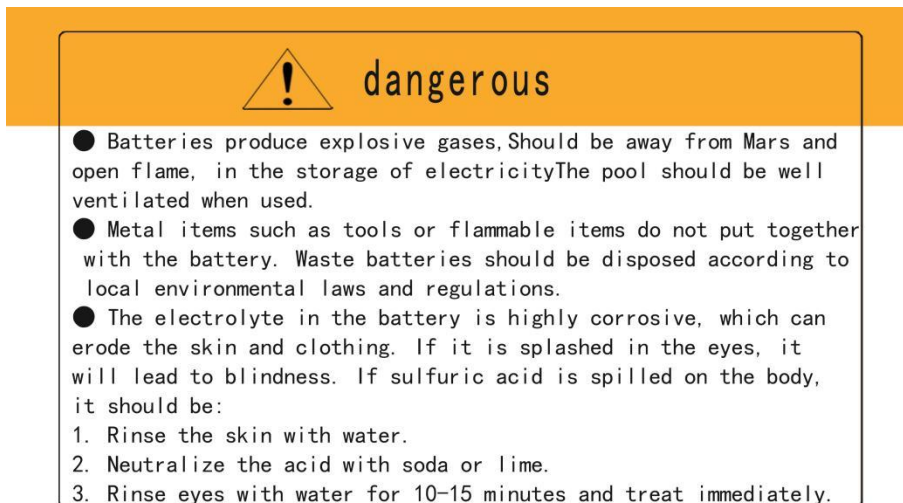 dangerous
● Batteries produce explosive gases,Should be away from Mars and
open flame, in the storage of electricityThe pool should be well
ventilated when used.
● Metal items such as tools or flammable items do not put together
with the battery. Waste batteries should be disposed according to
local environmental laws and regulations.
● The electrolyte in the battery is highly corrosive, which can
erode the skin and clothing. If it is splashed in the eyes, it
will lead to blindness. If sulfuric acid is spilled on the body,
it should be:
1. Rinse the skin with water.
2. Neutralize the acid with soda or lime.
3. Rinse eyes with water for 10-15 minutes and treat immediately.